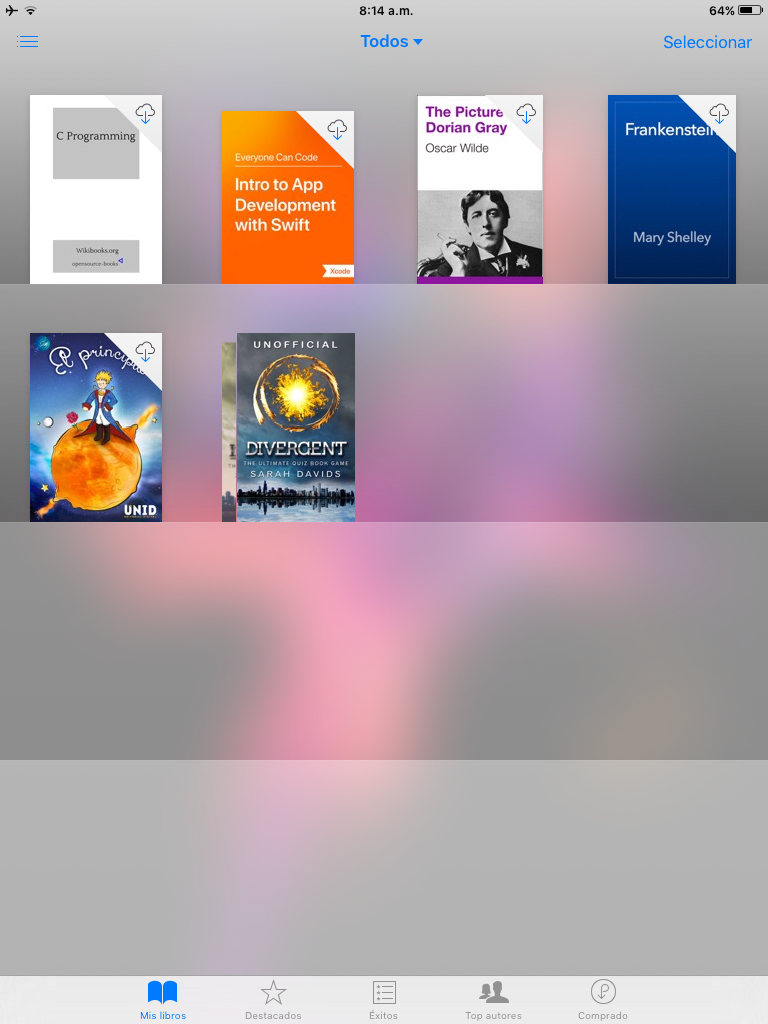 8:14 a.m.
64%
Todos
Seleccionar
C Programming
Wikibooks.org
opensource-books
Everyone Can Code
Intro to App
Development
with Swift
Xcode
The Picture
Dorian Gray
Oscar Wilde
Frankenstein
Mary Shelley
El principito
UNID
UNOFFICIAL
DIVERGENT
THE ULTIMATE QUIZ BOOK GAME
SARAH DAVIDS
Mis libros
Destacados
Éxitos
Top autores
Comprado